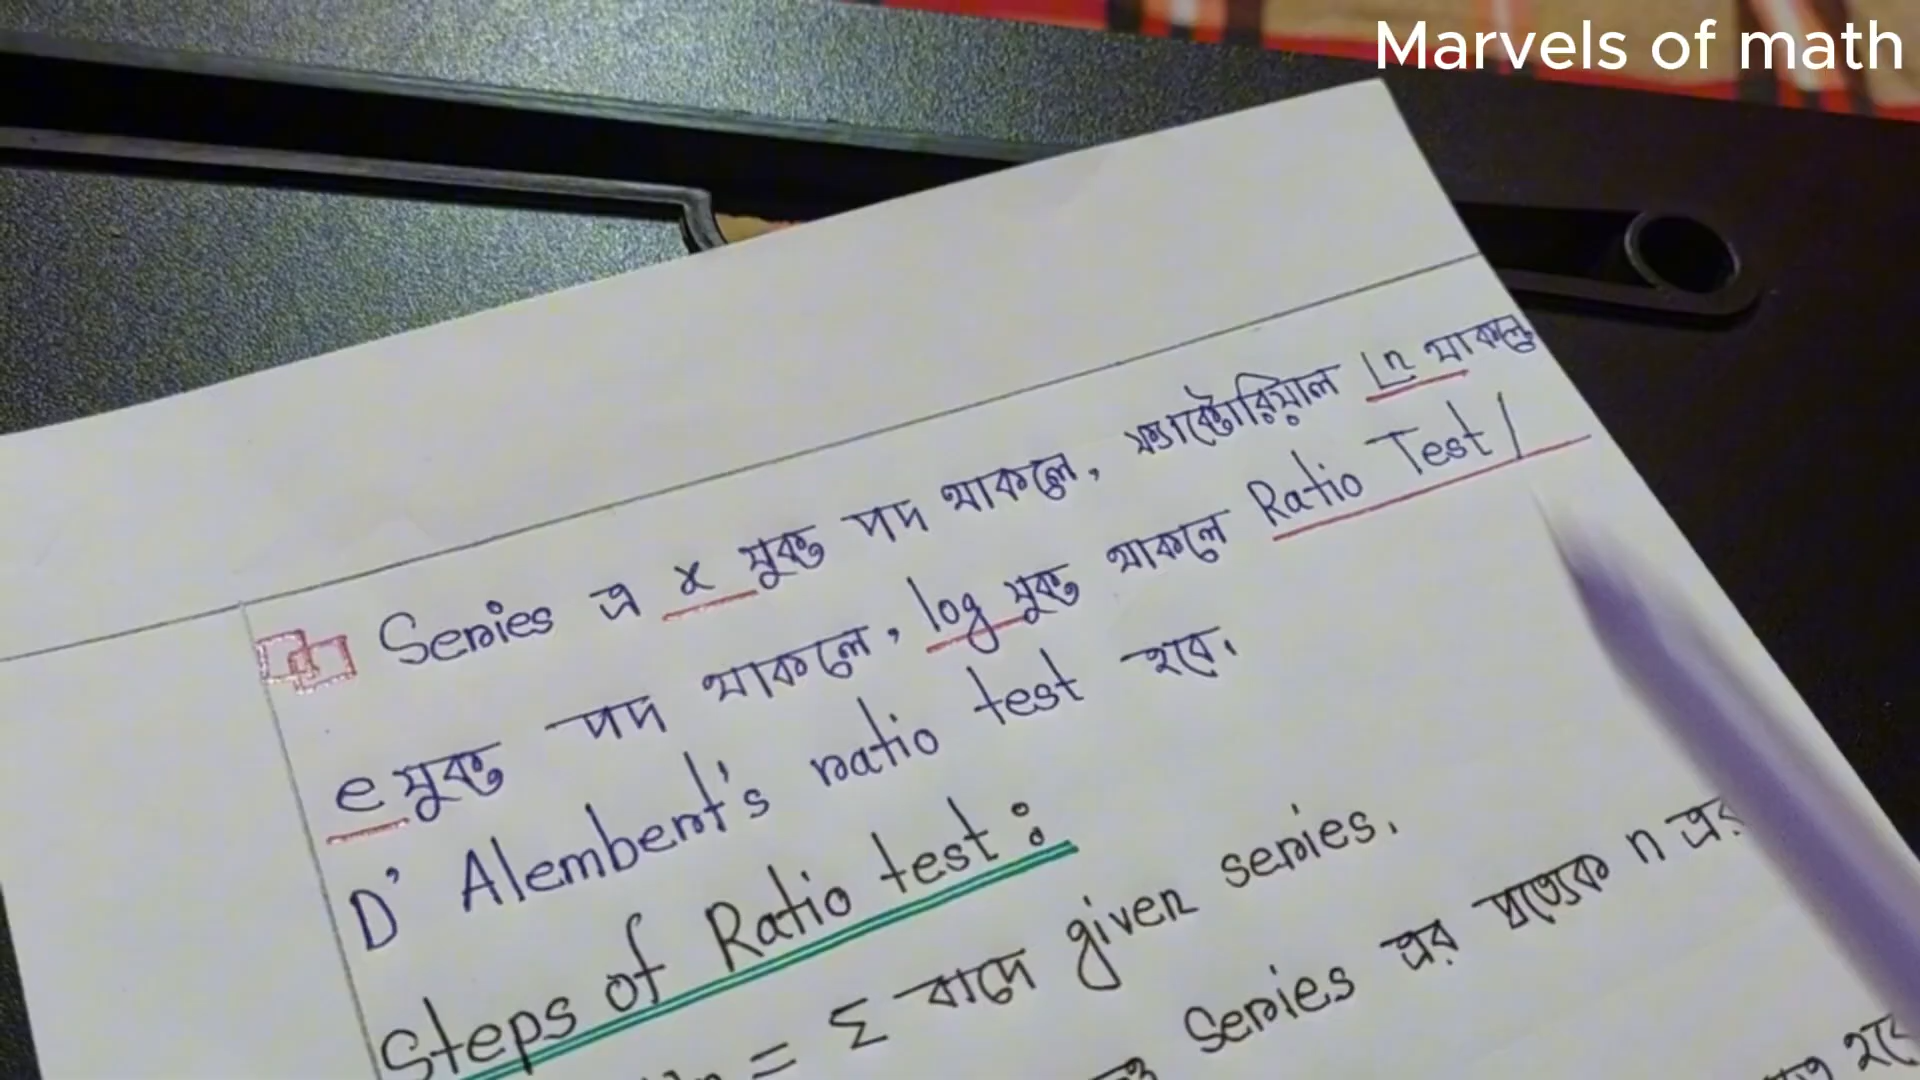 Marvels of math
Series এ x যুক্ত পদ থাকলে, ফ্যাক্টোরিয়াল Ln থাকলে
e যুক্ত পদ থাকলে, log যুক্ত থাকলে Ratio Test /
D' Alembert's ratio test হবে।
Steps of Ratio test :
= Σ বাদে given series.
Series এর প্রত্যেক n এর
হবে